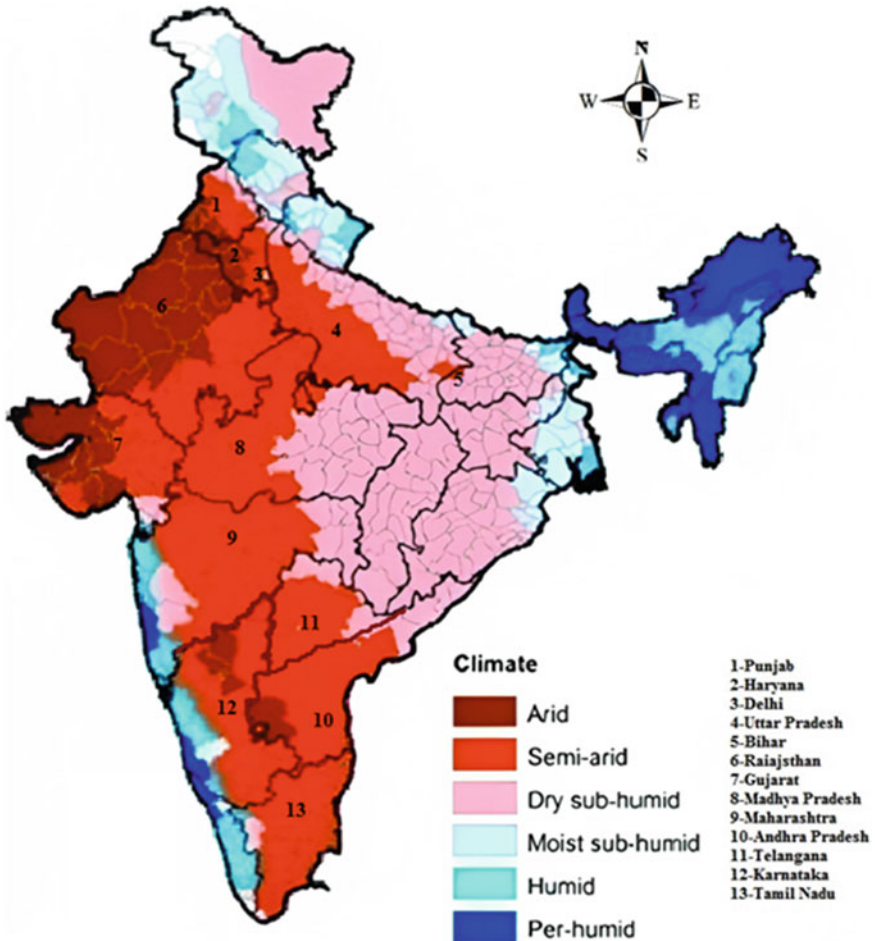 N
W E
S
1
2
3
6
4
5
7
8
9
11
12
10
13
Climate
Arid
Semi-arid
Dry sub-humid
Moist sub-humid
Humid
Per-humid
1-Punjab
2-Haryana
3-Delhi
4-Uttar Pradesh
5-Bihar
6-Raiajsthan
7-Gujarat
8-Madhya Pradesh
9-Maharashtra
10-Andhra Pradesh
11-Telangana
12-Karnataka
13-Tamil Nadu